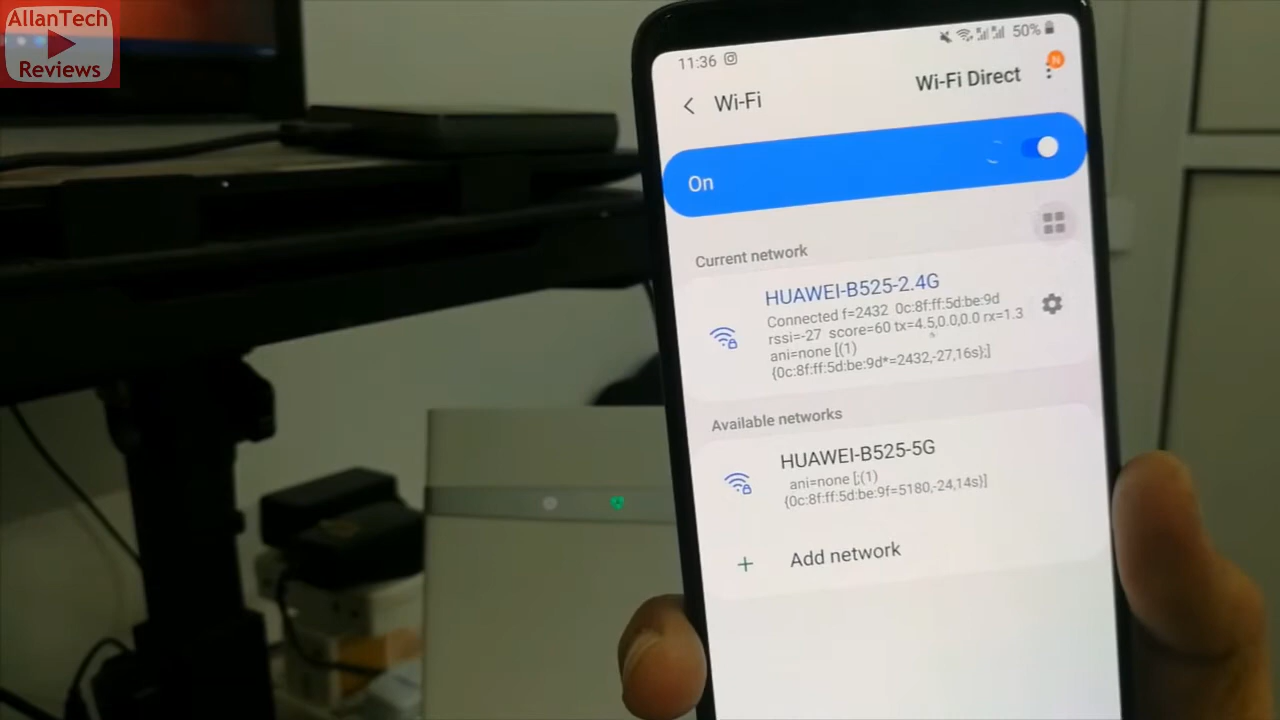 AllanTech
Reviews
11:36
50%
Wi-Fi
Wi-Fi Direct
N
On
Current network
HUAWEI-B525-2.4G
Connected f=2432 0c:8f:ff:5d:be:9d
rssi=-27 score=60 tx=4.5,0.0,0.0 rx=1.3
ani=none [(1)
{0c:8f:ff:5d:be:9d*=2432,-27,16s};]
Available networks
HUAWEI-B525-5G
ani=none [;(1)
{0c:8f:ff:5d:be:9f=5180,-24,14s}]
+ Add network